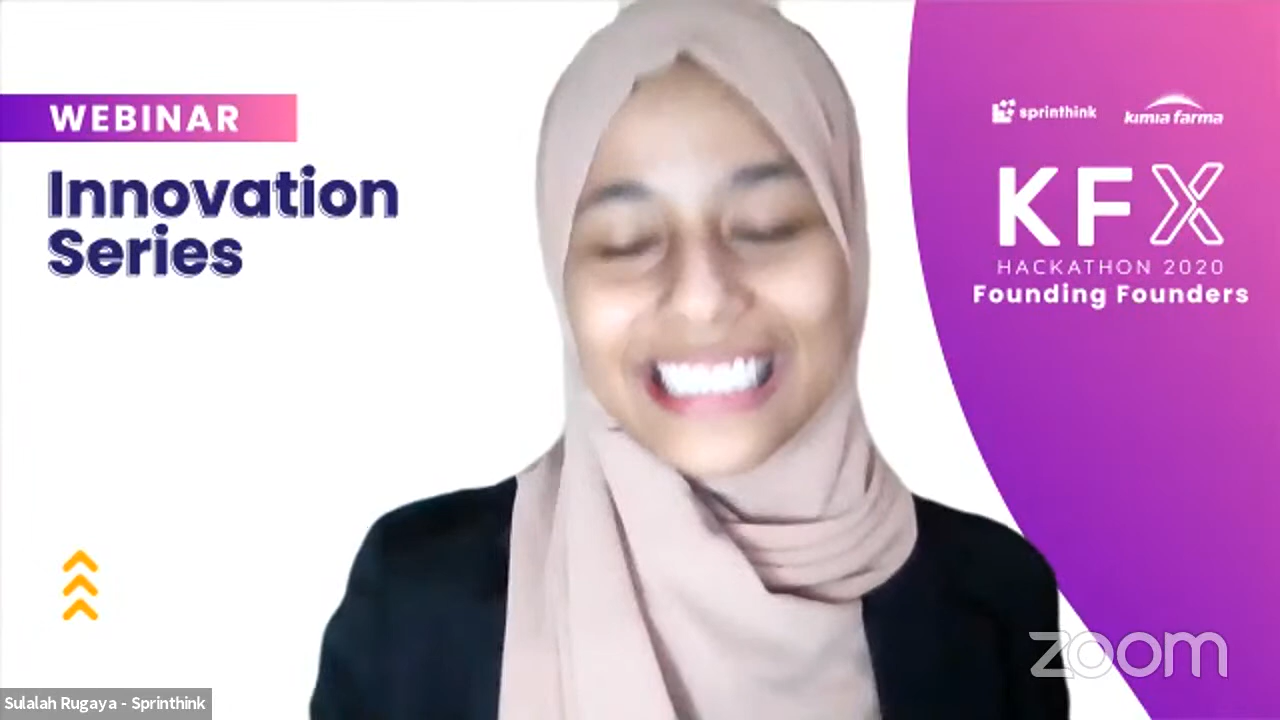 WEBINAR
Innovation
Series
sprinthink
kimia farma
KFX
HACKATHON 2020
Founding Founders
zoom
Sulalah Rugaya - Sprinthink